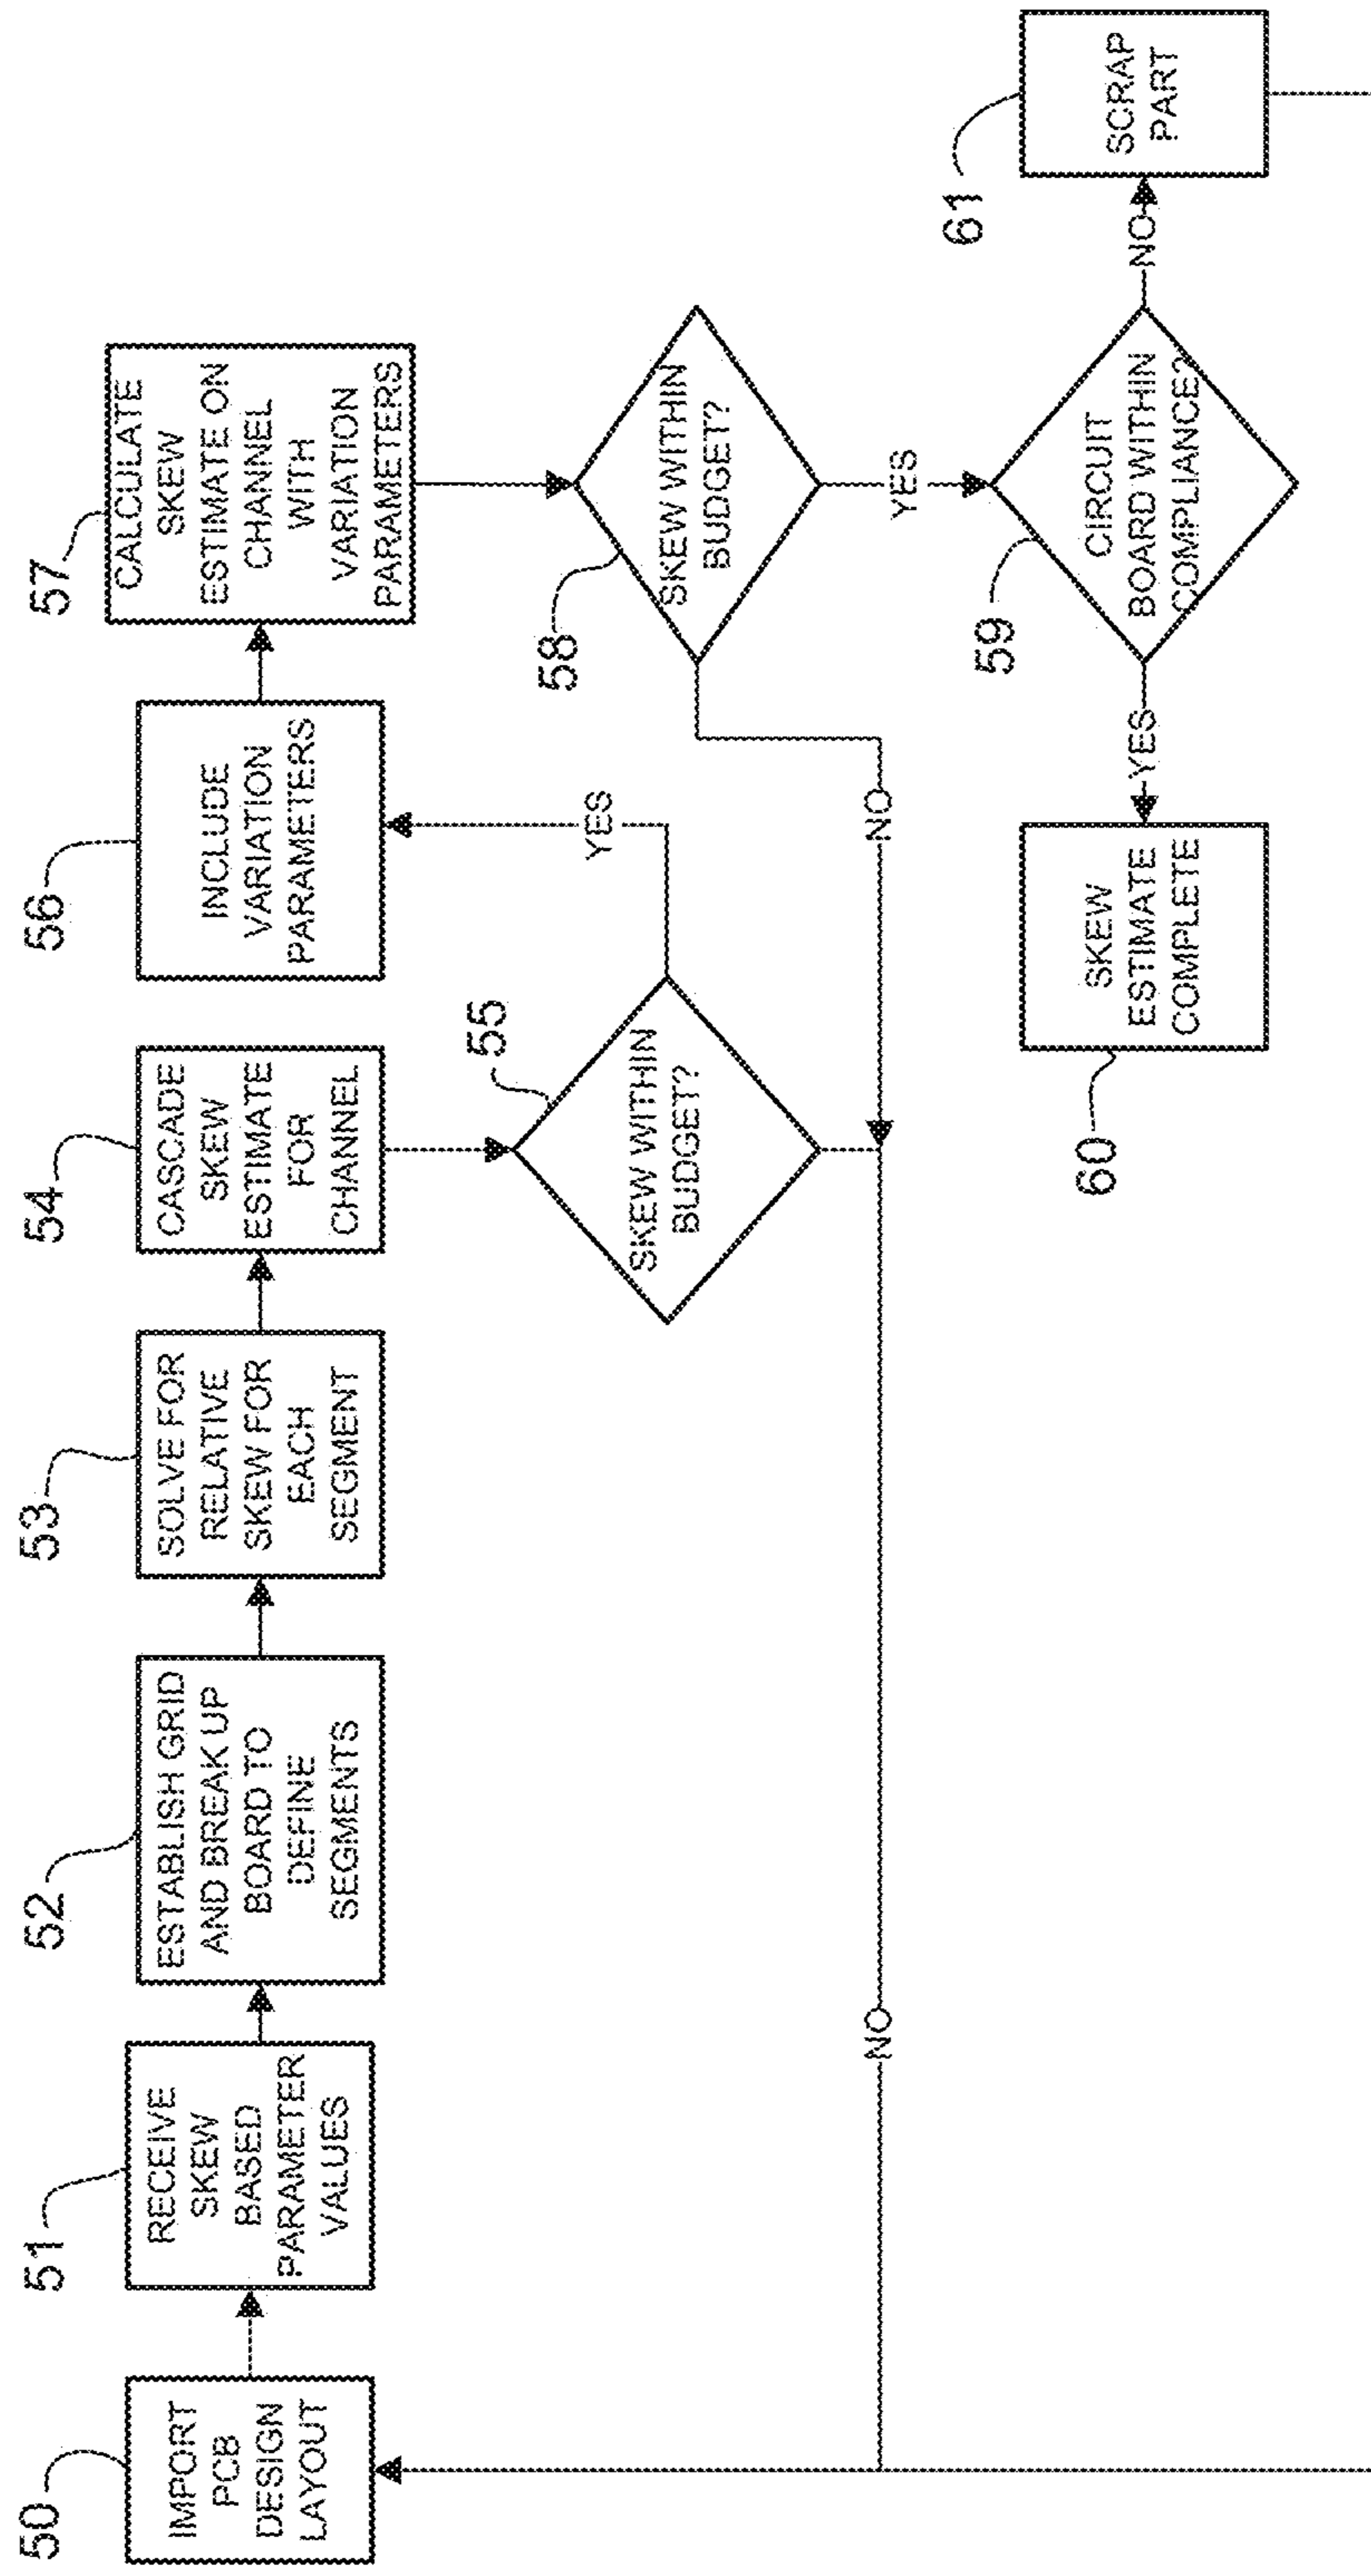 50
IMPORT
PCB
DESIGN
LAYOUT
51
RECEIVE
SKEW
BASED
PARAMETER
VALUES
52
ESTABLISH GRID
AND BREAK UP
BOARD TO
DEFINE
SEGMENTS
53
SOLVE FOR
RELATIVE
SKEW FOR
EACH
SEGMENT
54
CASCADE
SKEW
ESTIMATE
FOR
CHANNEL
55
SKEW WITHIN
BUDGET?
YES
NO
56
INCLUDE
VARIATION
PARAMETERS
57
CALCULATE
SKEW
ESTIMATE ON
CHANNEL
WITH
VARIATION
PARAMETERS
58
SKEW WITHIN
BUDGET?
NO
YES
59
CIRCUIT
BOARD WITHIN
COMPLIANCE?
YES
NO
60
SKEW
ESTIMATE
COMPLETE
61
SCRAP
PART